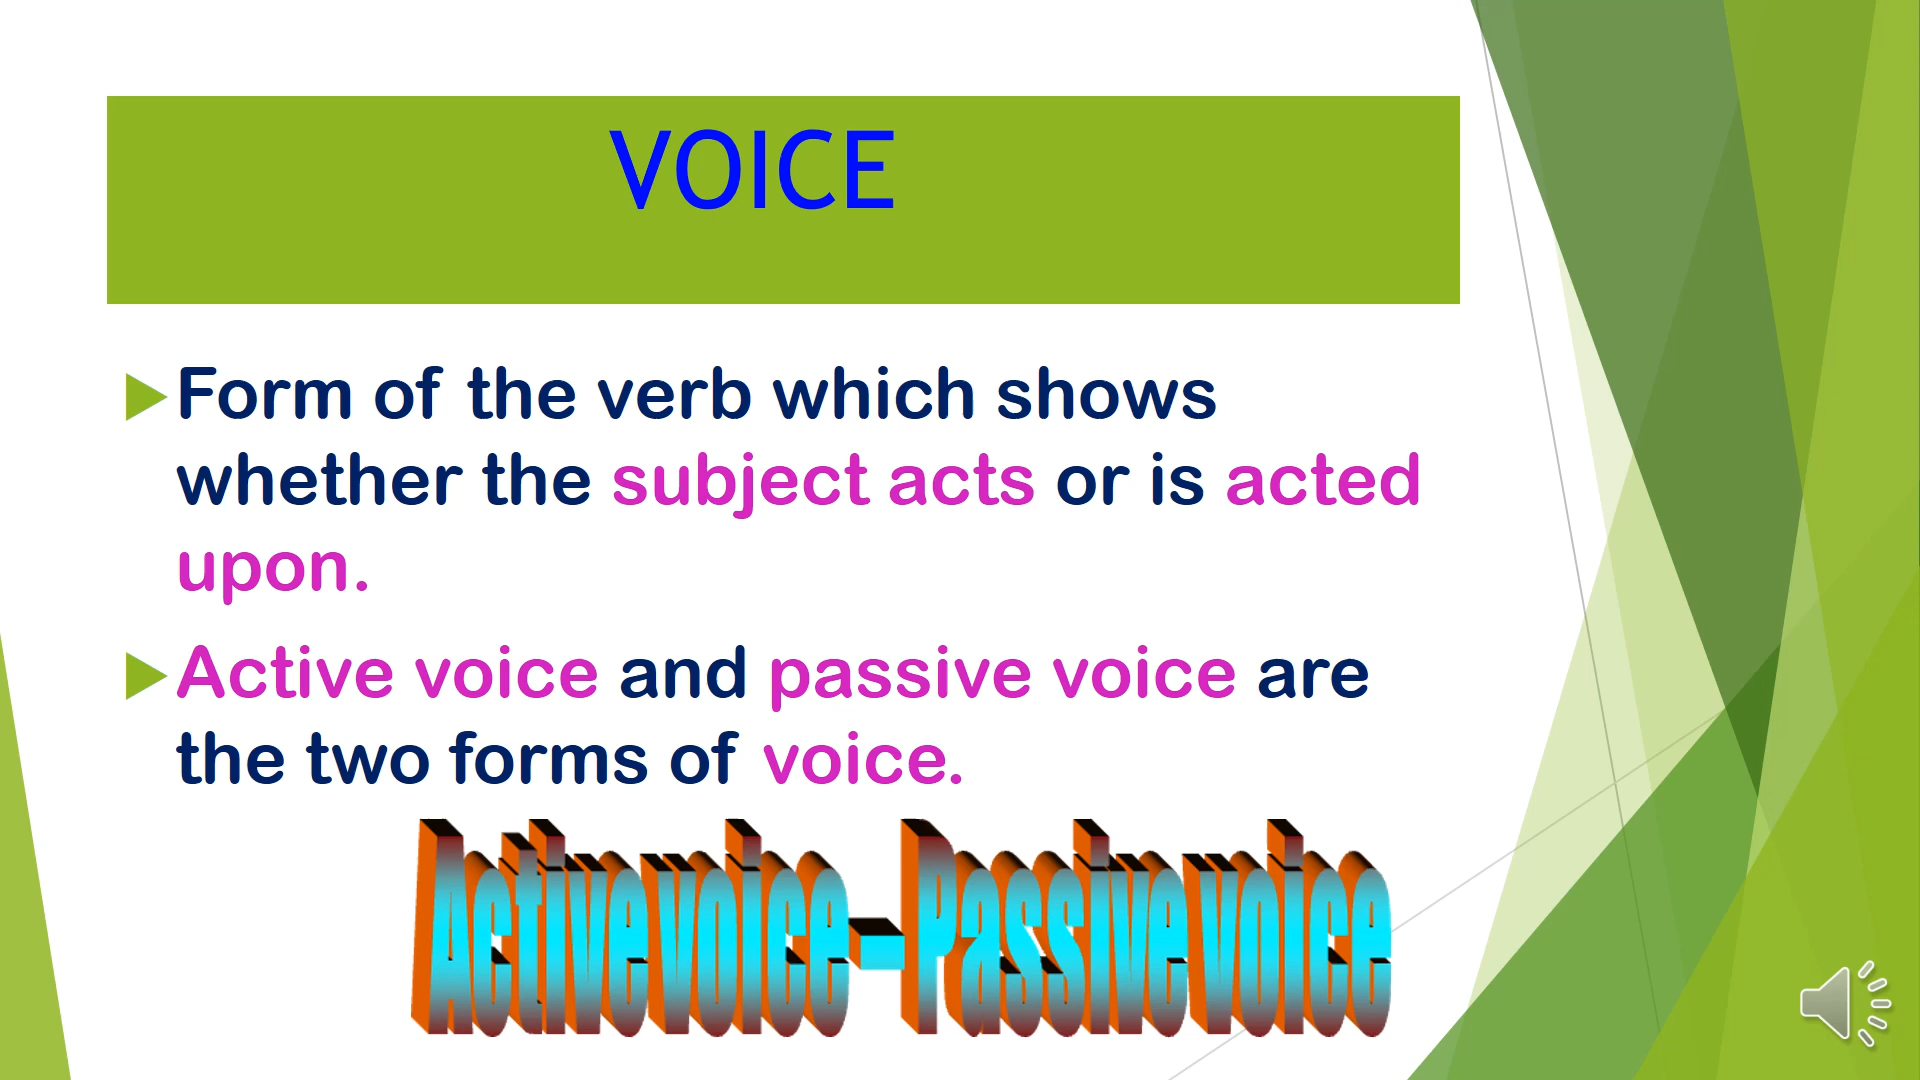 VOICE
Form of the verb which shows
whether the subject acts or is acted
upon.
Active voice and passive voice are
the two forms of voice.
Active voice – Passive voice